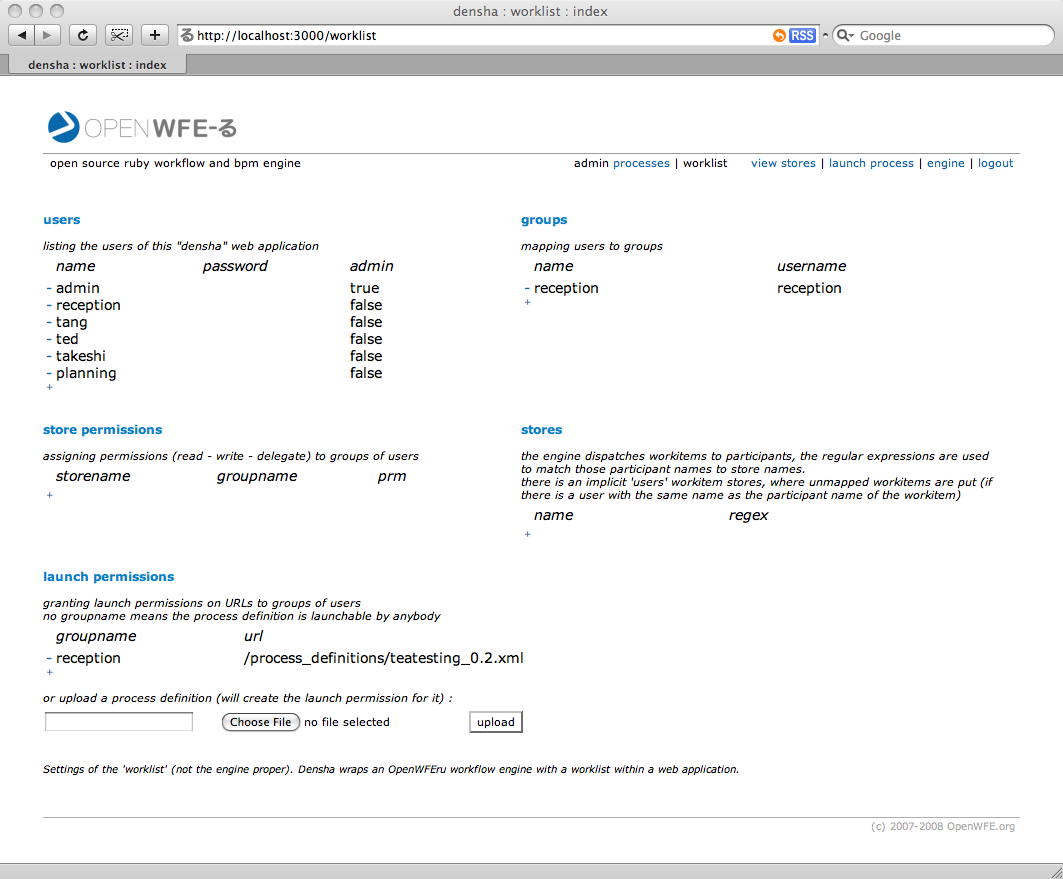 densha : worklist : index
http://localhost:3000/worklist
RSS
Google
densha : worklist : index
OPENWFE-る
open source ruby workflow and bpm engine
admin processes | worklist view stores | launch process | engine | logout
users
listing the users of this "densha" web application
name password admin
- admin true
- reception false
- tang false
- ted false
- takeshi false
- planning false
+
groups
mapping users to groups
name username
- reception reception
+
store permissions
assigning permissions (read - write - delegate) to groups of users
storename groupname prm
+
stores
the engine dispatches workitems to participants, the regular expressions are used
to match those participant names to store names.
there is an implicit 'users' workitem stores, where unmapped workitems are put (if
there is a user with the same name as the participant name of the workitem)
name regex
+
launch permissions
granting launch permissions on URLs to groups of users
no groupname means the process definition is launchable by anybody
groupname url
- reception /process_definitions/teatesting_0.2.xml
+
or upload a process definition (will create the launch permission for it) :
Choose File no file selected upload
Settings of the 'worklist' (not the engine proper). Densha wraps an OpenWFEru workflow engine with a worklist within a web application.
(c) 2007-2008 OpenWFE.org